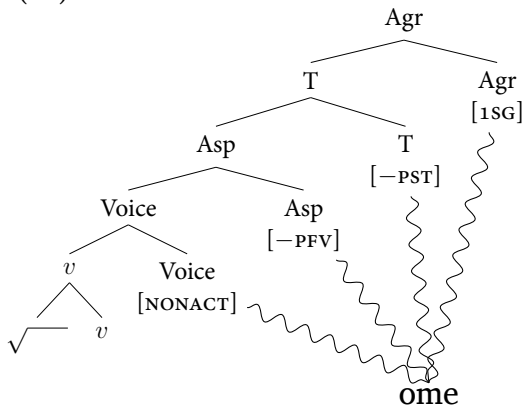 Agr
T Agr
[1SG]
Asp T
[−PST]
Voice Asp
[−PFV]
v Voice
[NONACT]
√ v
ome